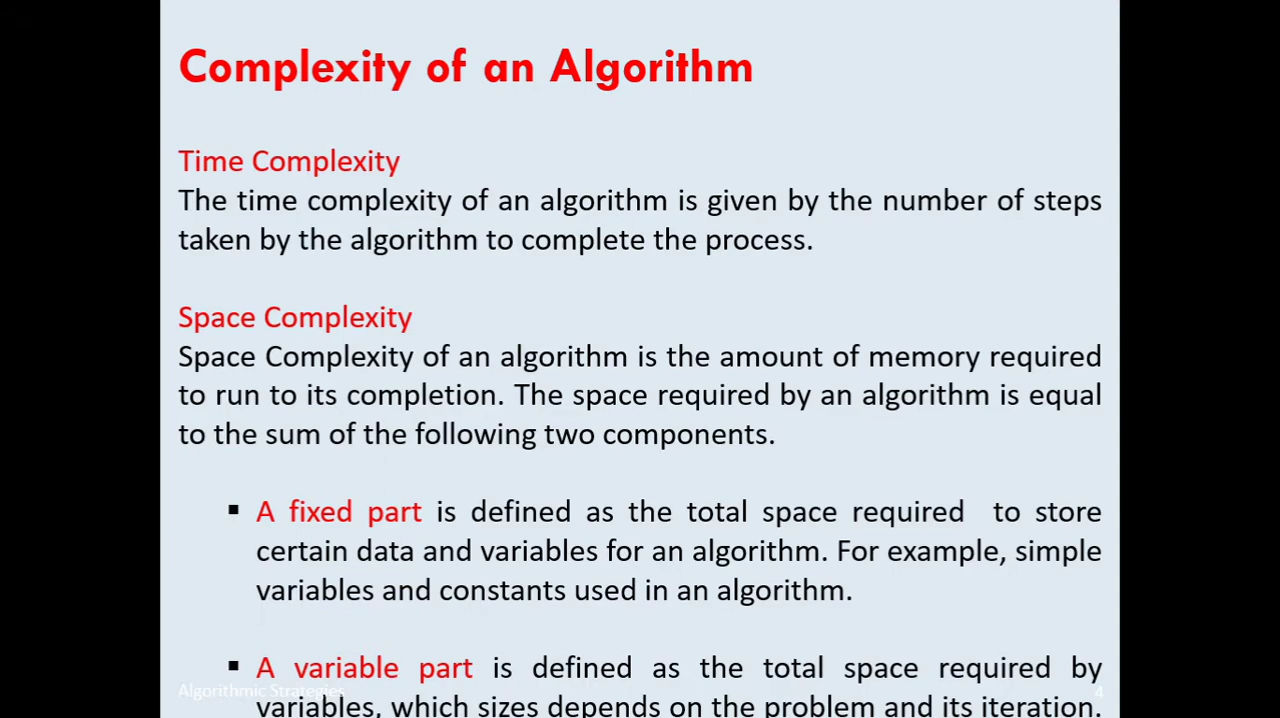 Complexity of an Algorithm
Time Complexity
The time complexity of an algorithm is given by the number of steps
taken by the algorithm to complete the process.
Space Complexity
Space Complexity of an algorithm is the amount of memory required
to run to its completion. The space required by an algorithm is equal
to the sum of the following two components.
▪ A fixed part is defined as the total space required to store
certain data and variables for an algorithm. For example, simple
variables and constants used in an algorithm.
▪ A variable part is defined as the total space required by
variables, which sizes depends on the problem and its iteration.
Algorithmic Strategies
4